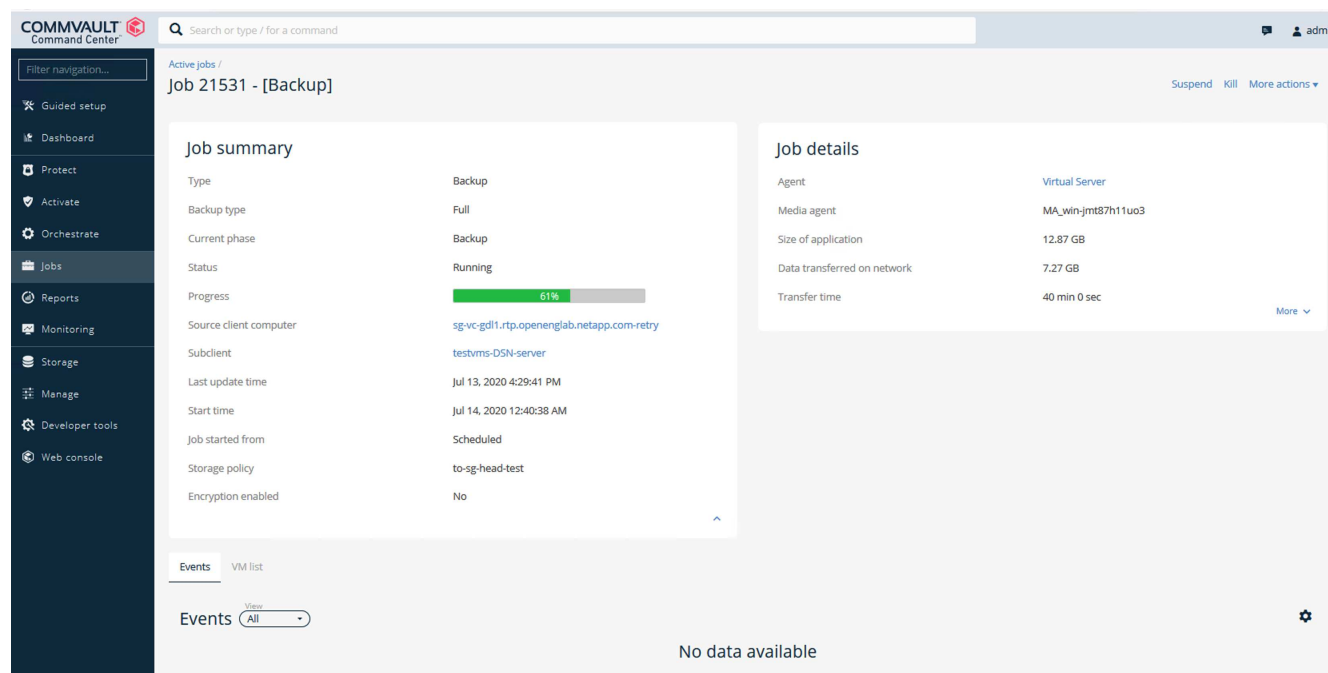 COMMVAULT
Command Center™
Search or type / for a command
adm
Filter navigation...
Guided setup
Dashboard
Protect
Activate
Orchestrate
Jobs
Reports
Monitoring
Storage
Manage
Developer tools
Web console
Active jobs /
Job 21531 - [Backup]
Suspend Kill More actions
Job summary
Type Backup
Backup type Full
Current phase Backup
Status Running
Progress 61%
Source client computer sg-vc-gdl1.rtp.openenglab.netapp.com-retry
Subclient testvms-DSN-server
Last update time Jul 13, 2020 4:29:41 PM
Start time Jul 14, 2020 12:40:38 AM
Job started from Scheduled
Storage policy to-sg-head-test
Encryption enabled No
Job details
Agent Virtual Server
Media agent MA_win-jmt87h11uo3
Size of application 12.87 GB
Data transferred on network 7.27 GB
Transfer time 40 min 0 sec
More
Events VM list
Events
View
All
No data available